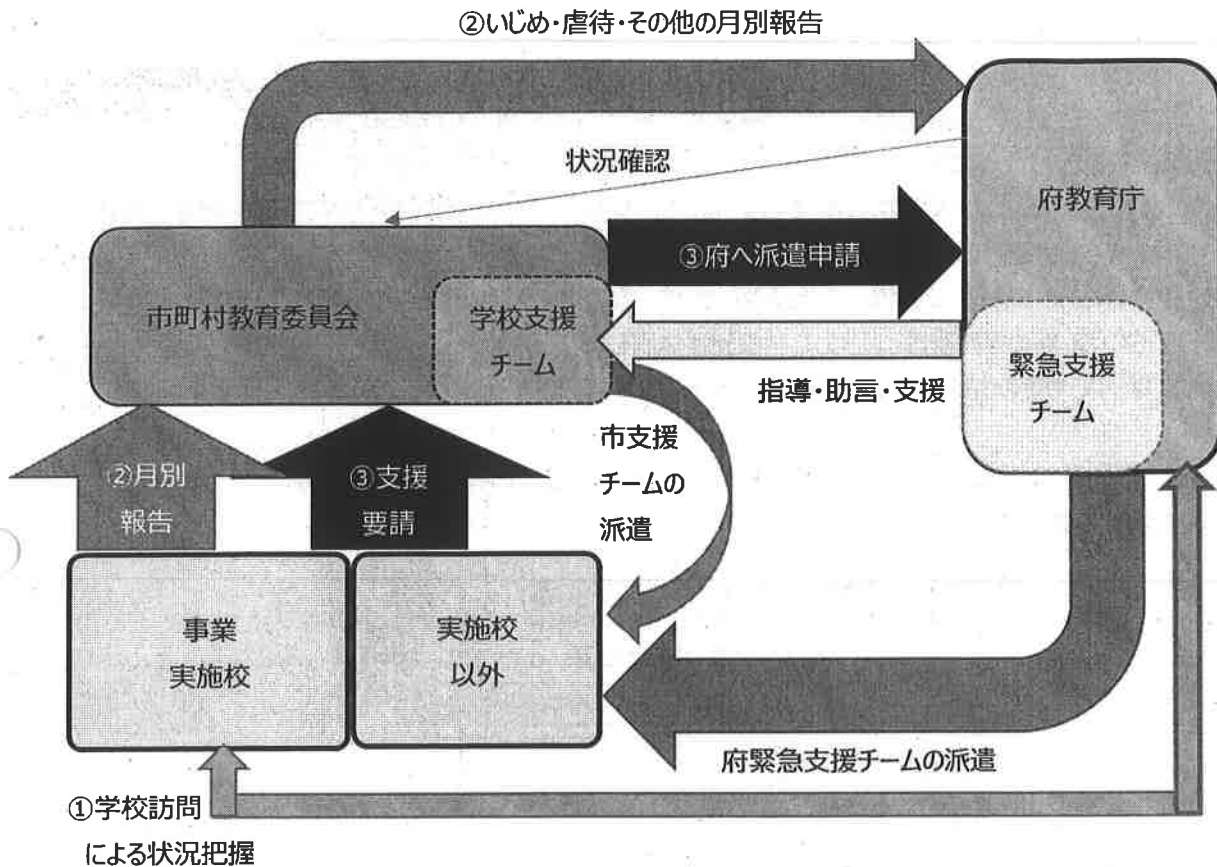 ②いじめ・虐待・その他の月別報告
状況確認
府教育庁
③府へ派遣申請
市町村教育委員会
学校支援
チーム
緊急支援
チーム
指導・助言・支援
市支援
チームの
派遣
②月別
報告
③支援
要請
事業
実施校
実施校
以外
府緊急支援チームの派遣
①学校訪問
による状況把握